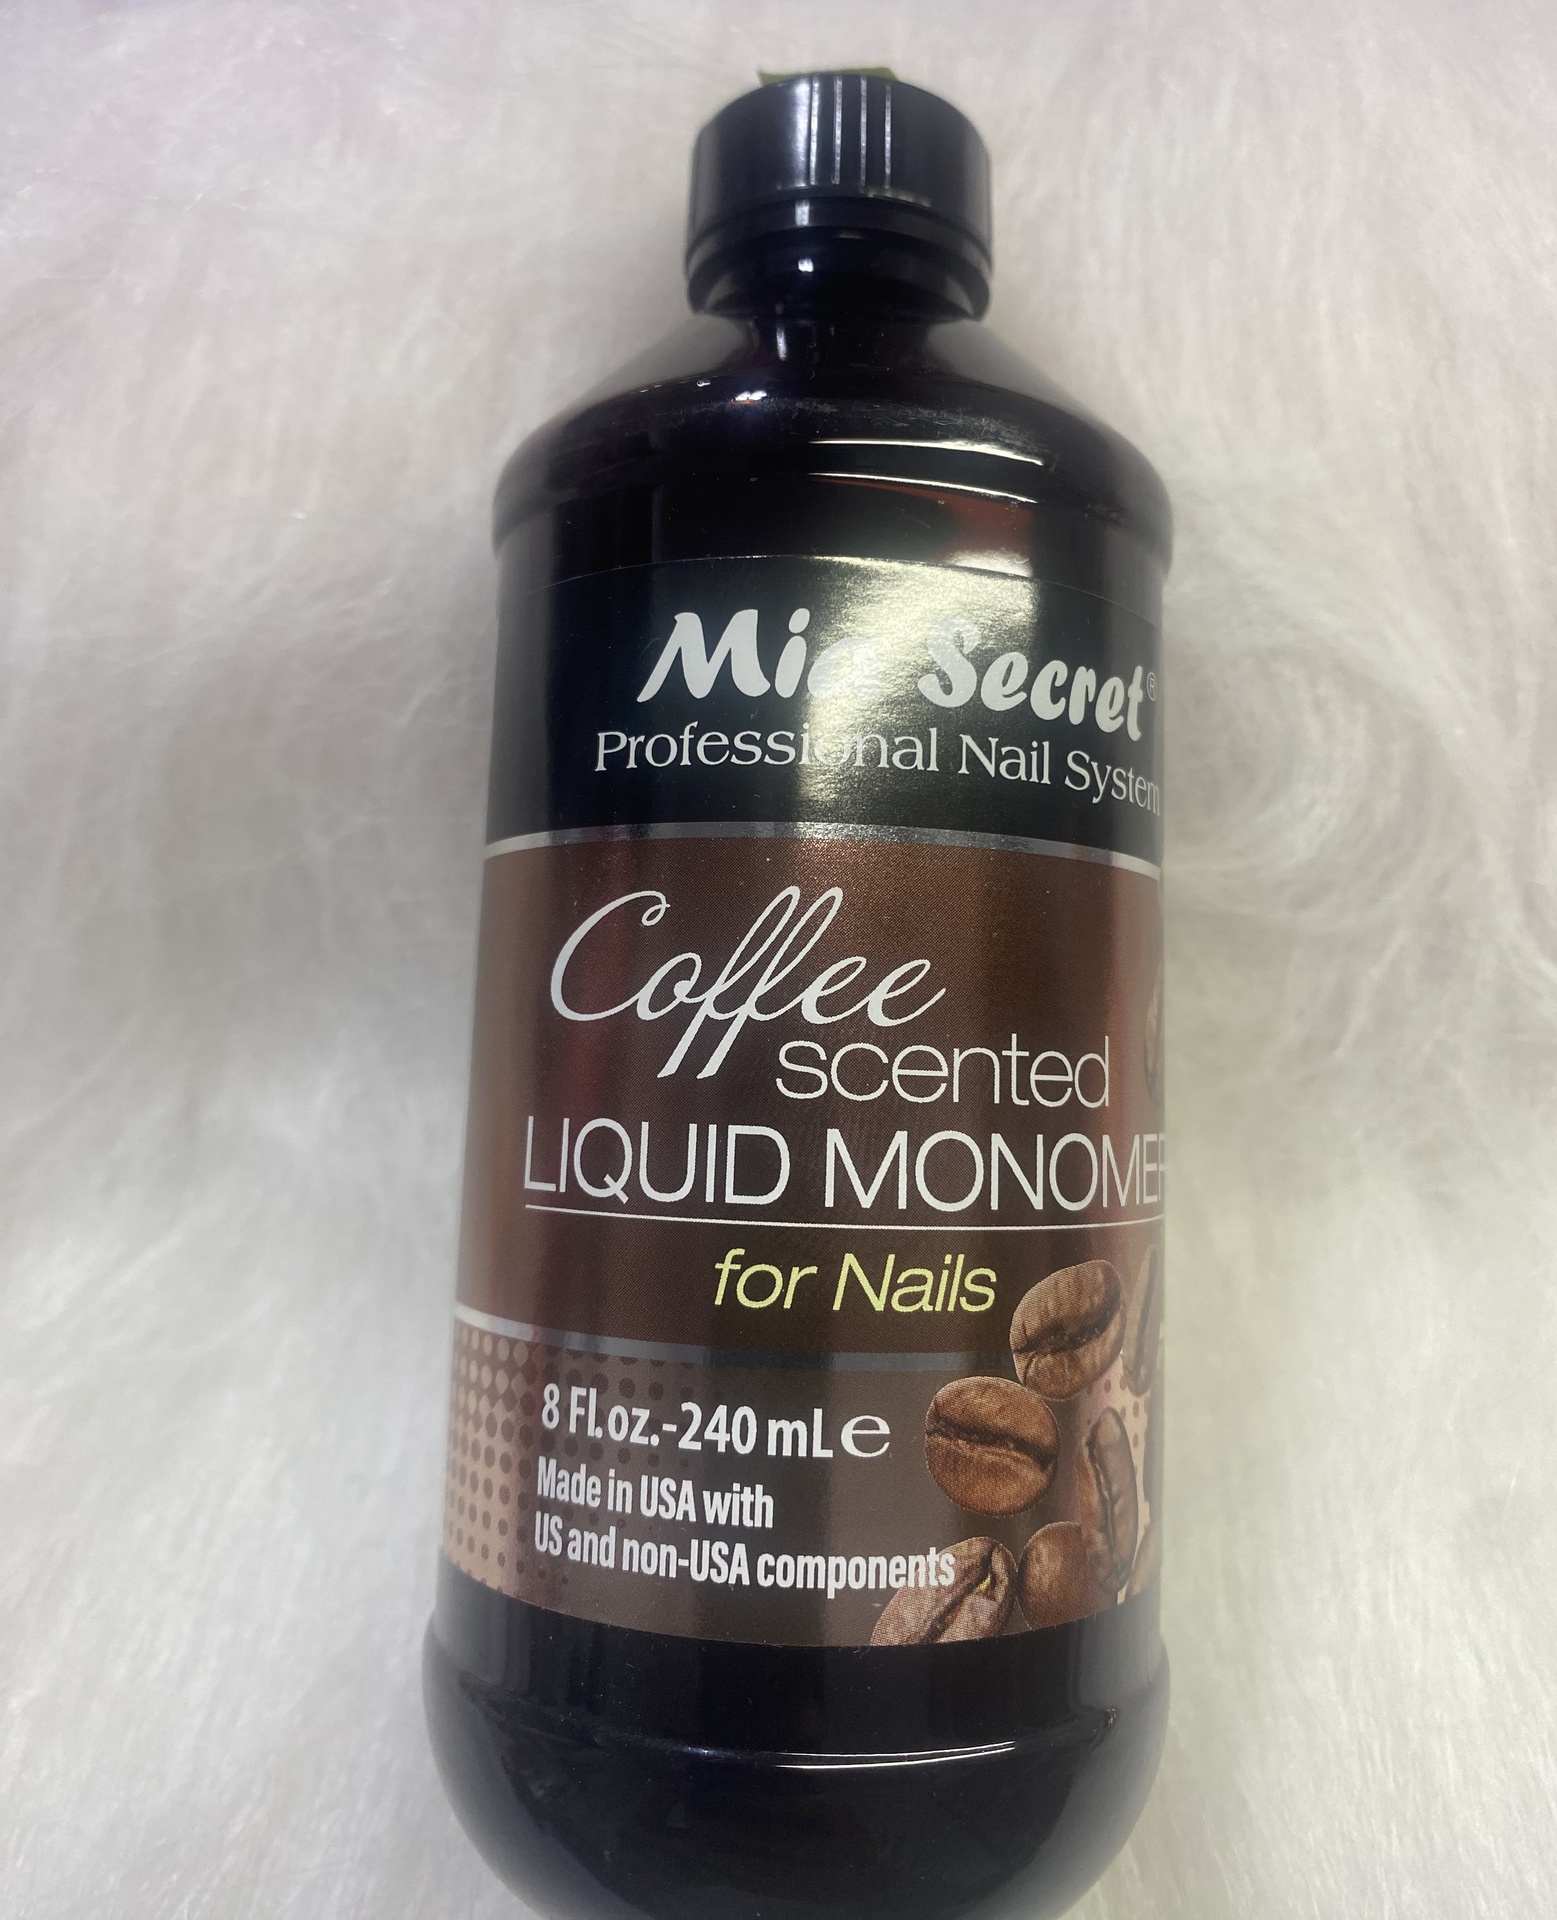 Mia Secret®
Professional Nail System
Coffee
scented
LIQUID MONOMER
for Nails
8 Fl. oz.-240 mL e
Made in USA with
US and non-USA components